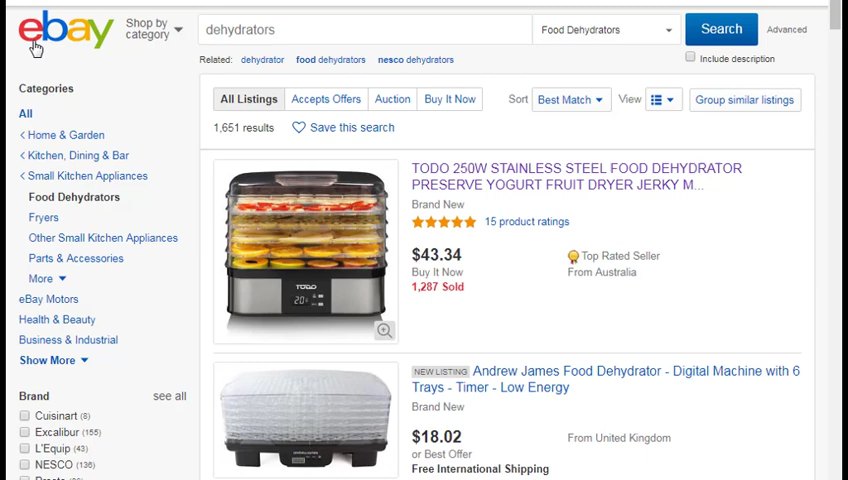 ebay
Shop by
category
dehydrators
Food Dehydrators
Search
Advanced
Related: dehydrator food dehydrators nesco dehydrators
Include description
Categories
All
Home & Garden
Kitchen, Dining & Bar
Small Kitchen Appliances
Food Dehydrators
Fryers
Other Small Kitchen Appliances
Parts & Accessories
More
eBay Motors
Health & Beauty
Business & Industrial
Show More
Brand see all
Cuisinart (8)
Excalibur (155)
L'Equip (43)
NESCO (136)
All Listings Accepts Offers Auction Buy It Now
Sort Best Match View Group similar listings
1,651 results Save this search
TODO 250W STAINLESS STEEL FOOD DEHYDRATOR
PRESERVE YOGURT FRUIT DRYER JERKY M...
Brand New
15 product ratings
$43.34
Buy It Now
1,287 Sold
Top Rated Seller
From Australia
TODO
NEW LISTING Andrew James Food Dehydrator - Digital Machine with 6
Trays - Timer - Low Energy
Brand New
$18.02
or Best Offer
Free International Shipping
From United Kingdom